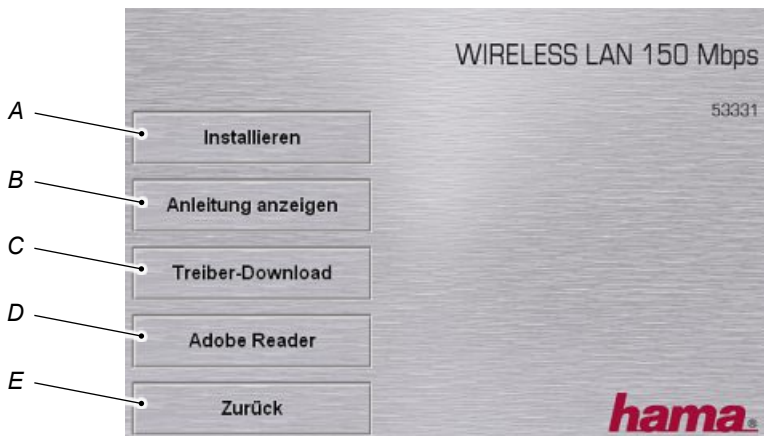 WIRELESS LAN 150 Mbps
53331
A
Installieren
B
Anleitung anzeigen
C
Treiber-Download
D
Adobe Reader
E
Zurück
hama®